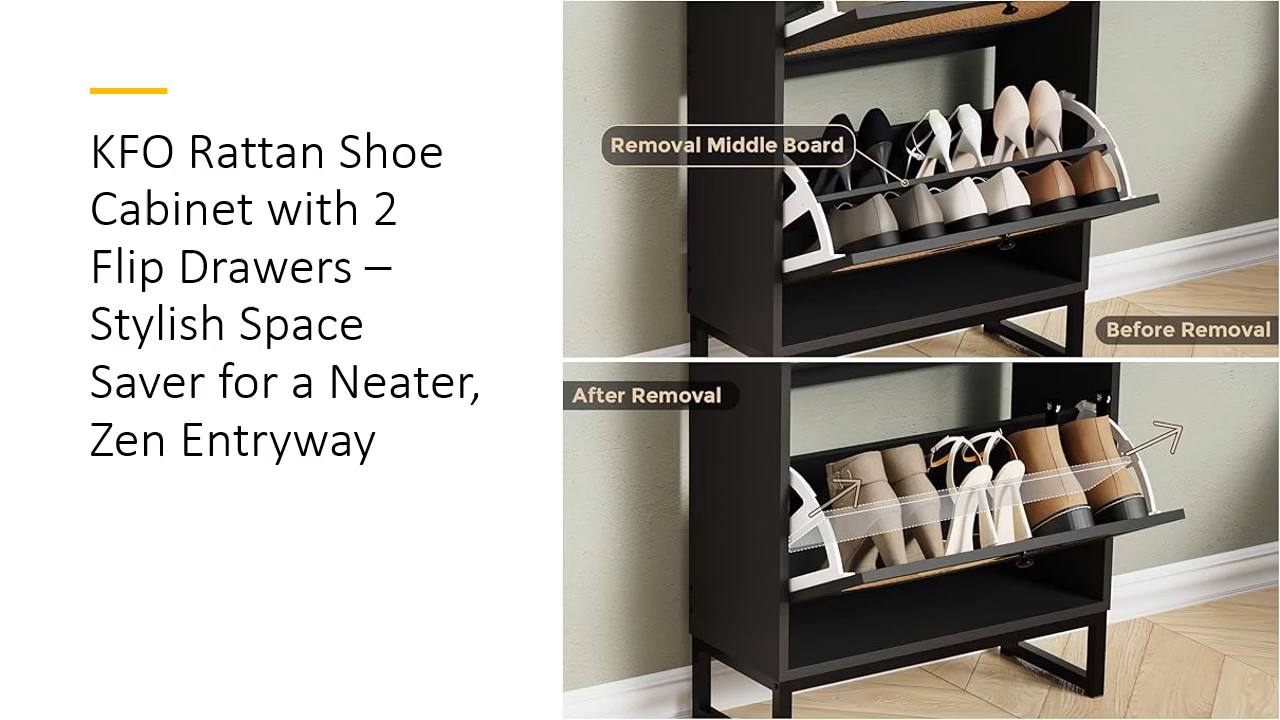 KFO Rattan Shoe
Cabinet with 2
Flip Drawers –
Stylish Space
Saver for a Neater,
Zen Entryway
Removal Middle Board
Before Removal
After Removal